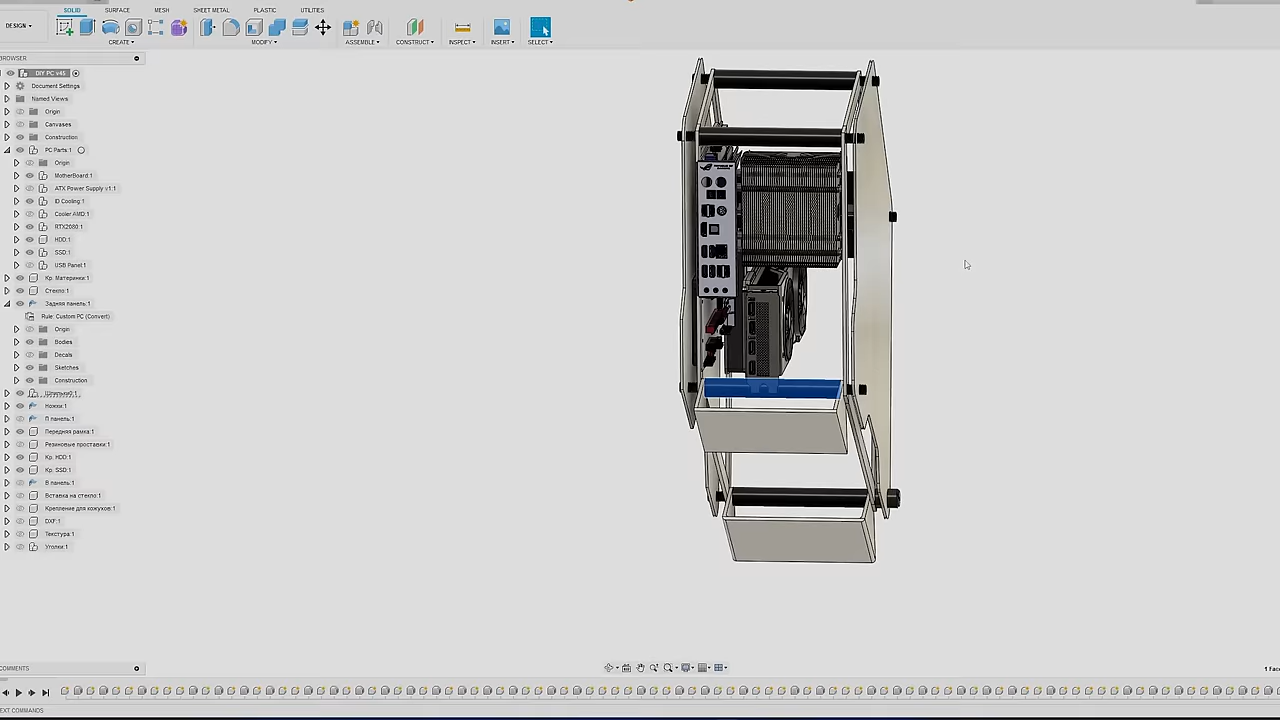 SOLID SURFACE MESH SHEET METAL PLASTIC UTILITIES
DESIGN
CREATE MODIFY ASSEMBLE CONSTRUCT INSPECT INSERT SELECT
BROWSER
DIY PC v45
Document Settings
Named Views
Origin
Canvases
Construction
PC Parts:1
Origin
MotherBoard:1
ATX Power Supply v1:1
ID Cooling:1
Cooler AMD:1
RTX2080:1
HDD:1
SSD:1
USB Panel:1
Кр. Материнки:1
Стекло:1
Задняя панель:1
Rule: Custom PC (Convert)
Origin
Bodies
Decals
Sketches
Construction
Ножки:1
П панель:1
Передняя рамка:1
Резиновые проставки:1
Кр. HDD:1
Кр. SSD:1
В панель:1
Вставка на стекло:1
Крепление для кожухов:1
DXF:1
Текстура:1
Уголки:1
COMMENTS
1 Fac
EXT COMMANDS